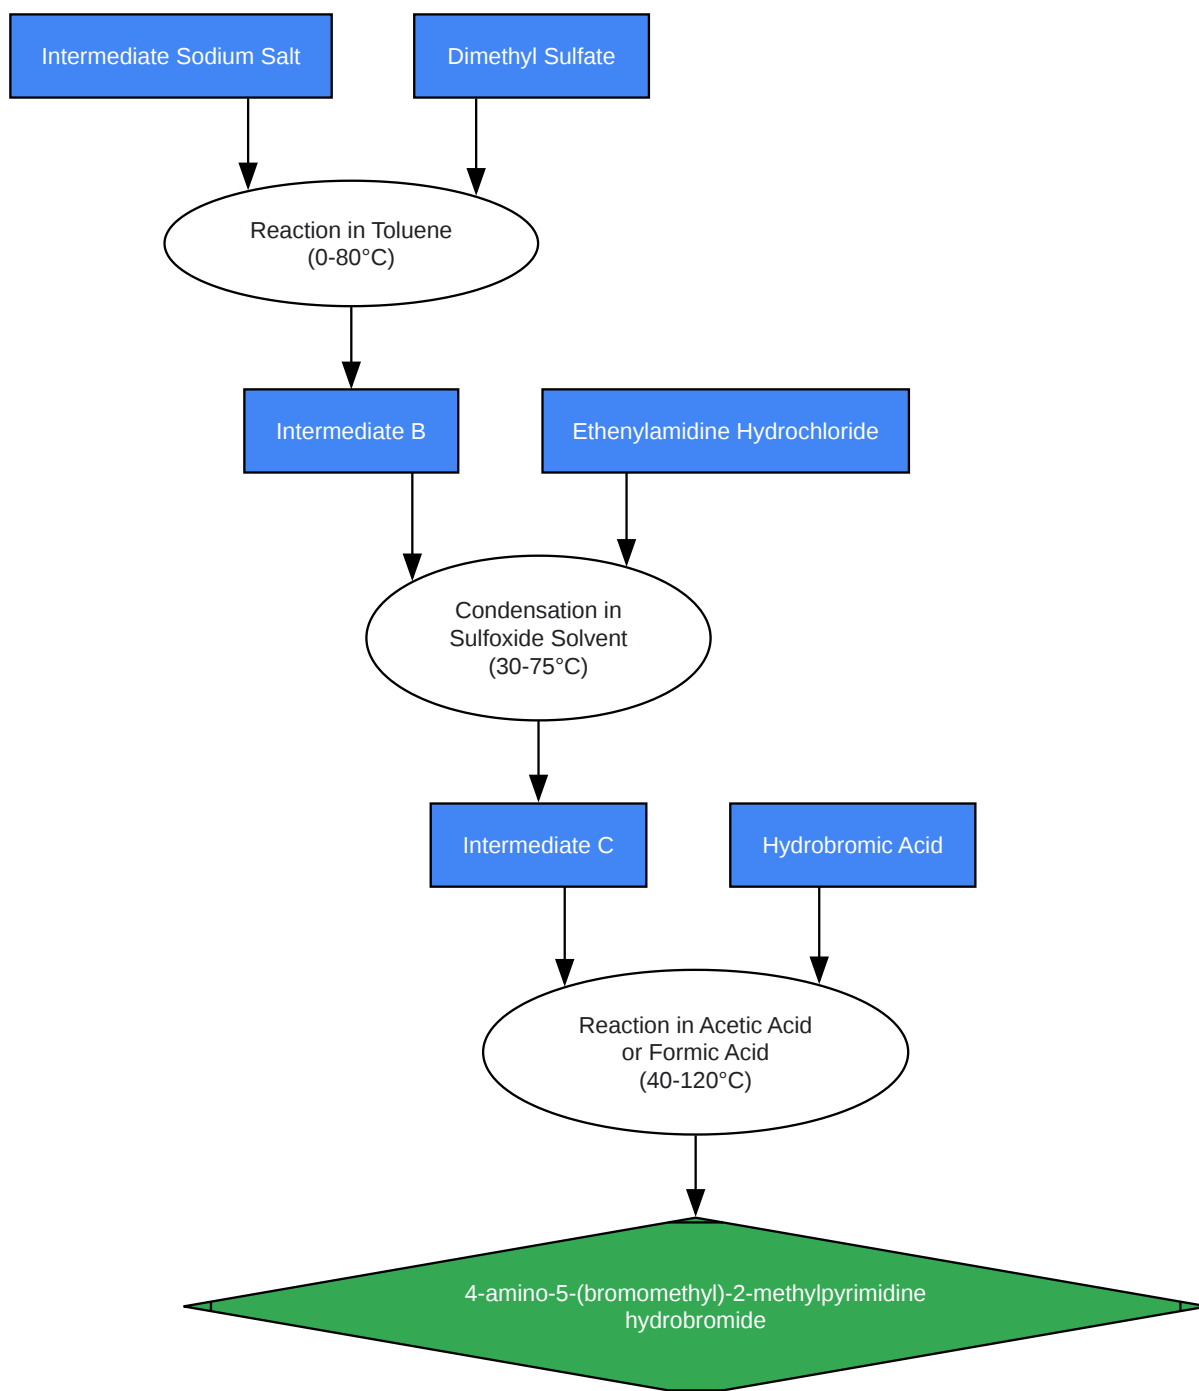 Intermediate Sodium Salt
Dimethyl Sulfate
Reaction in Toluene
(0-80°C)
Intermediate B
Ethenylamidine Hydrochloride
Condensation in
Sulfoxide Solvent
(30-75°C)
Intermediate C
Hydrobromic Acid
Reaction in Acetic Acid
or Formic Acid
(40-120°C)
4-amino-5-(bromomethyl)-2-methylpyrimidine
hydrobromide